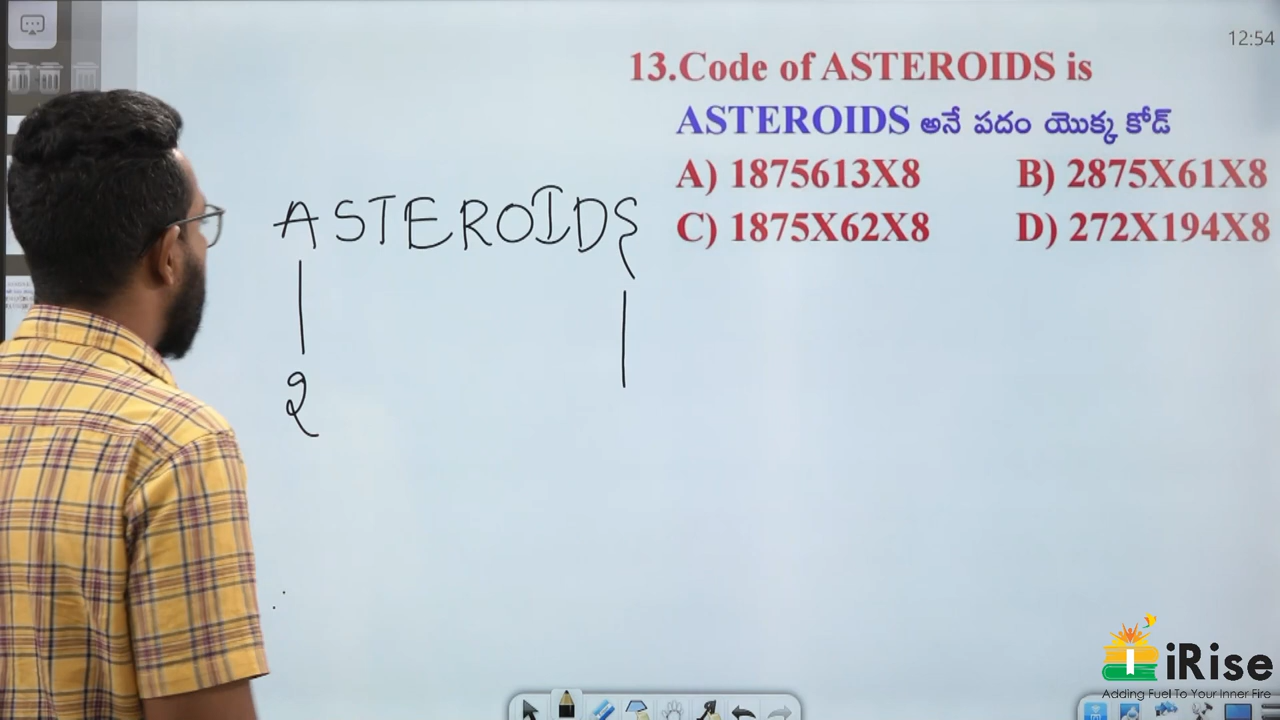 12:54
13.Code of ASTEROIDS is
ASTEROIDS అనే పదం యొక్క కోడ్
A) 1875613X8 B) 2875X61X8
C) 1875X62X8 D) 272X194X8
ASTEROIDS
2
iRise
Adding Fuel To Your Inner Fire